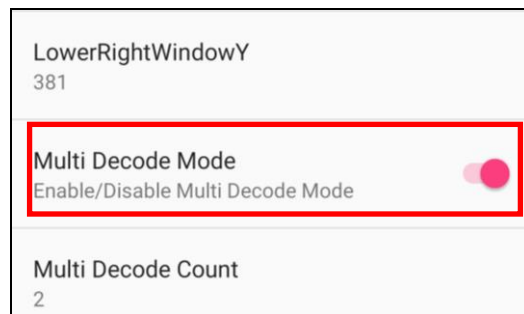 LowerRightWindowY
381
Multi Decode Mode
Enable/Disable Multi Decode Mode
Multi Decode Count
2